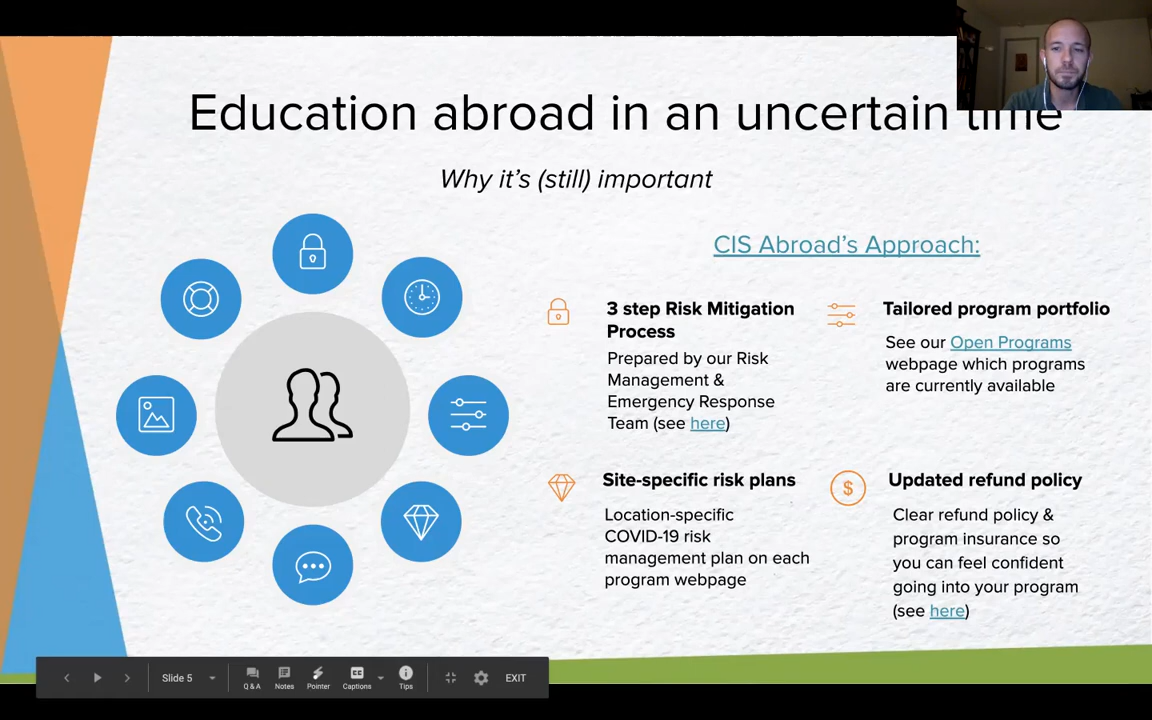 Education abroad in an uncertain time
Why it's (still) important
CIS Abroad's Approach:
3 step Risk Mitigation
Process
Prepared by our Risk
Management &
Emergency Response
Team (see here)
Tailored program portfolio
See our Open Programs
webpage which programs
are currently available
Site-specific risk plans
Location-specific
COVID-19 risk
management plan on each
program webpage
Updated refund policy
$
Clear refund policy &
program insurance so
you can feel confident
going into your program
(see here)
Slide 5
Q & A
Notes
Pointer
CC
Captions
Tips
EXIT